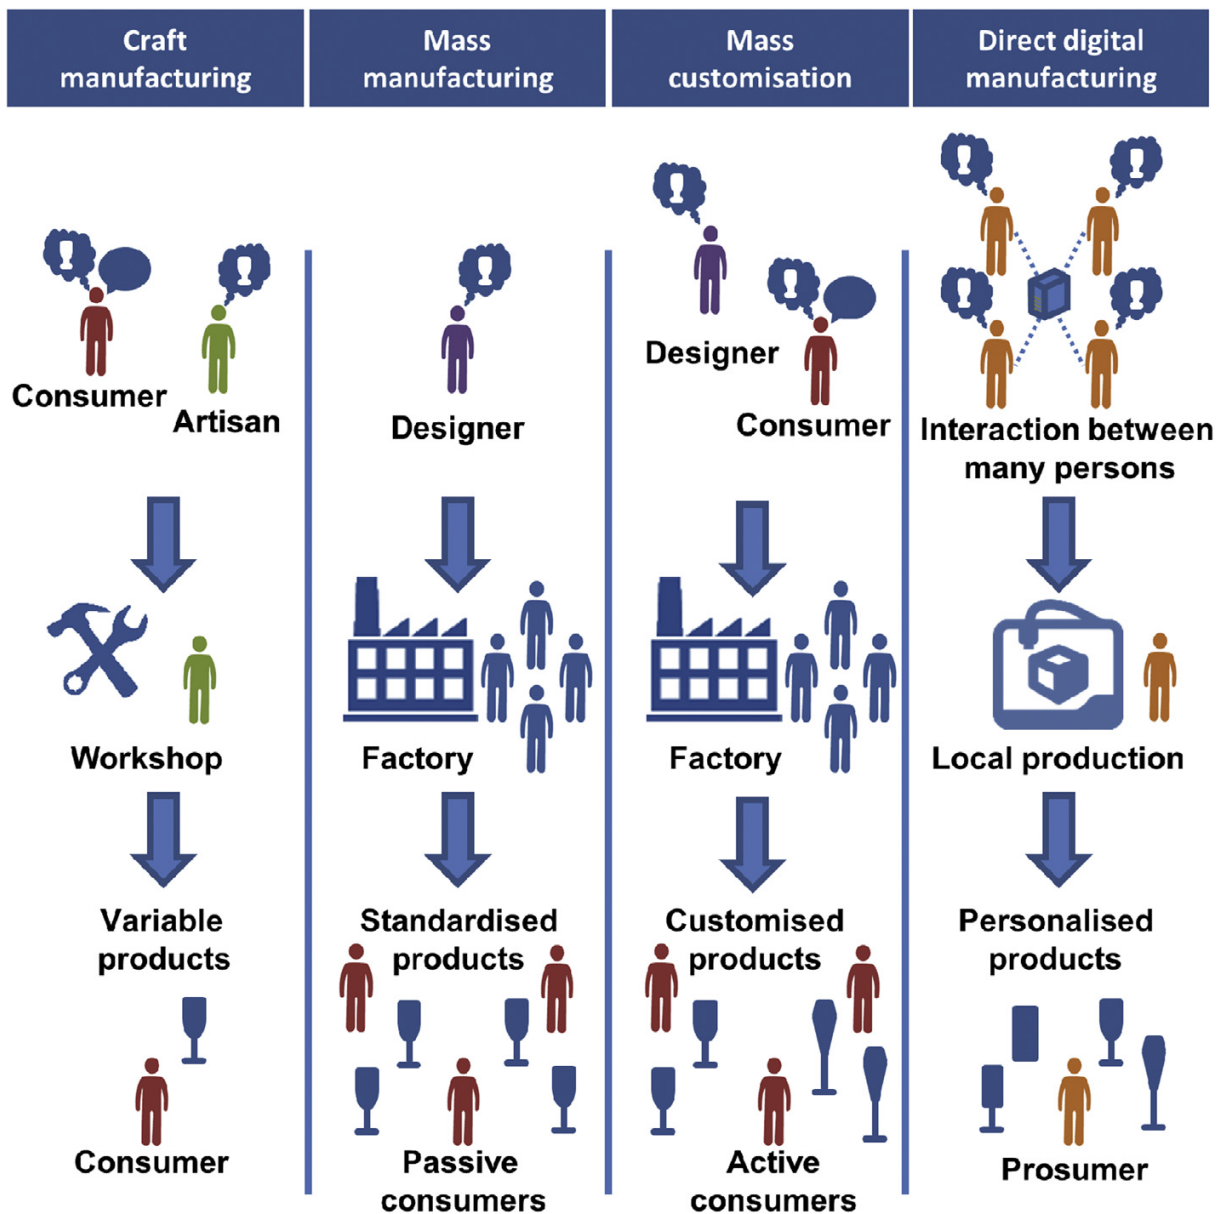 Craft
manufacturing
Mass
manufacturing
Mass
customisation
Direct digital
manufacturing
Consumer
Artisan
Designer
Designer
Consumer
Interaction between
many persons
Workshop
Factory
Factory
Local production
Variable
products
Standardised
products
Customised
products
Personalised
products
Consumer
Passive
consumers
Active
consumers
Prosumer